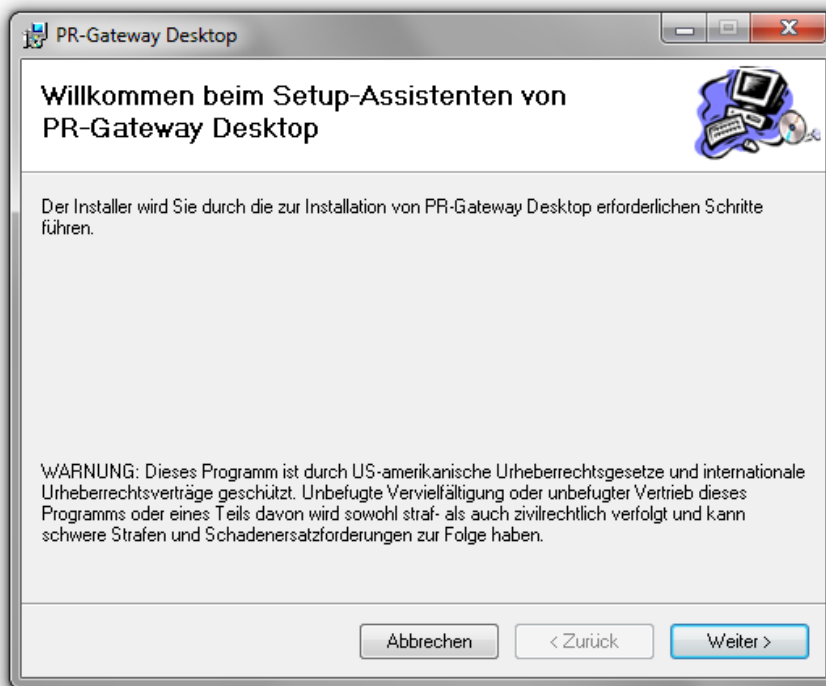 PR-Gateway Desktop
Willkommen beim Setup-Assistenten von
PR-Gateway Desktop
Der Installer wird Sie durch die zur Installation von PR-Gateway Desktop erforderlichen Schritte
führen.
WARNUNG: Dieses Programm ist durch US-amerikanische Urheberrechtsgesetze und internationale
Urheberrechtsverträge geschützt. Unbefugte Vervielfältigung oder unbefugter Vertrieb dieses
Programms oder eines Teils davon wird sowohl straf- als auch zivilrechtlich verfolgt und kann
schwere Strafen und Schadenersatzforderungen zur Folge haben.
Abbrechen < Zurück Weiter >